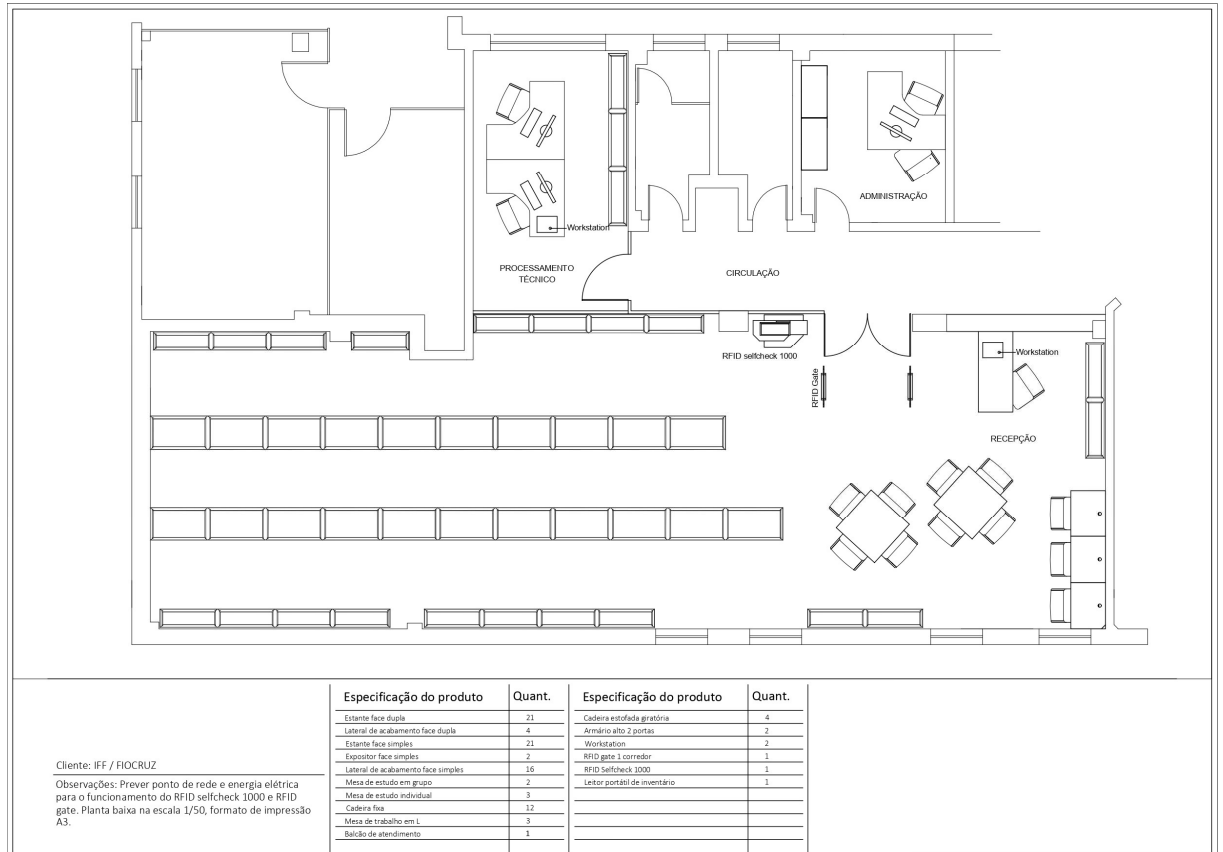 ADMINISTRAÇÃO
Workstation
PROCESSAMENTO
TÉCNICO
CIRCULAÇÃO
RFID selfcheck 1000
Workstation
RFID Gate
RECEPÇÃO
Especificação do produto Quant. Especificação do produto Quant.
Estante face dupla 21 Cadeira estofada giratória 4
Lateral de acabamento face dupla 4 Armário alto 2 portas 2
Estante face simples 21 Workstation 2
Expositor face simples 2 RFID gate 1 corredor 1
Lateral de acabamento face simples 16 RFID Selfcheck 1000 1
Mesa de estudo em grupo 2 Leitor portátil de inventário 1
Mesa de estudo individual 3
Cadeira fixa 12
Mesa de trabalho em L 3
Balcão de atendimento 1
Cliente: IFF / FIOCRUZ
Observações: Prever ponto de rede e energia elétrica
para o funcionamento do RFID selfcheck 1000 e RFID
gate. Planta baixa na escala 1/50, formato de impressão
A3.